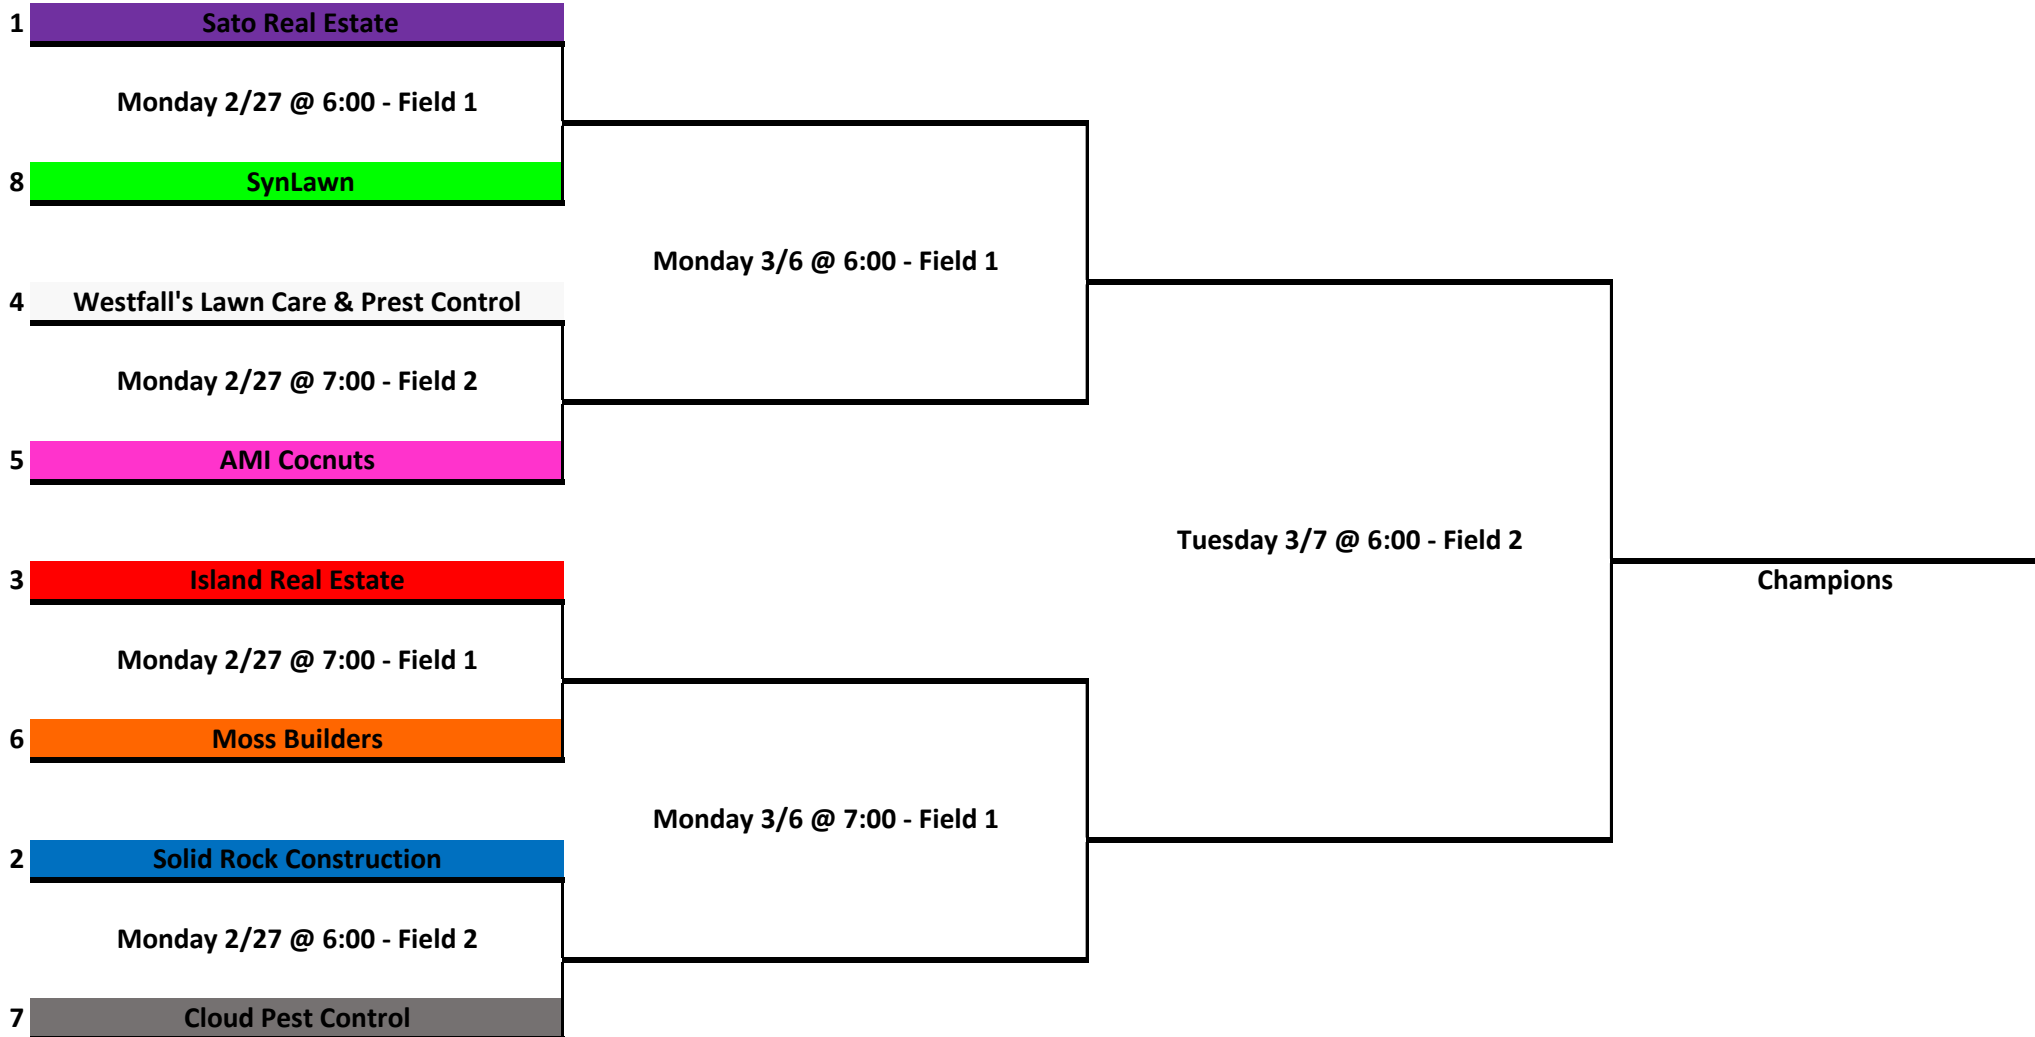 1 Sato Real Estate
Monday 2/27 @ 6:00 - Field 1
8 SynLawn
Monday 3/6 @ 6:00 - Field 1
4 Westfall's Lawn Care & Prest Control
Monday 2/27 @ 7:00 - Field 2
5 AMI Cocnuts
Tuesday 3/7 @ 6:00 - Field 2
3 Island Real Estate
Champions
Monday 2/27 @ 7:00 - Field 1
6 Moss Builders
Monday 3/6 @ 7:00 - Field 1
2 Solid Rock Construction
Monday 2/27 @ 6:00 - Field 2
7 Cloud Pest Control